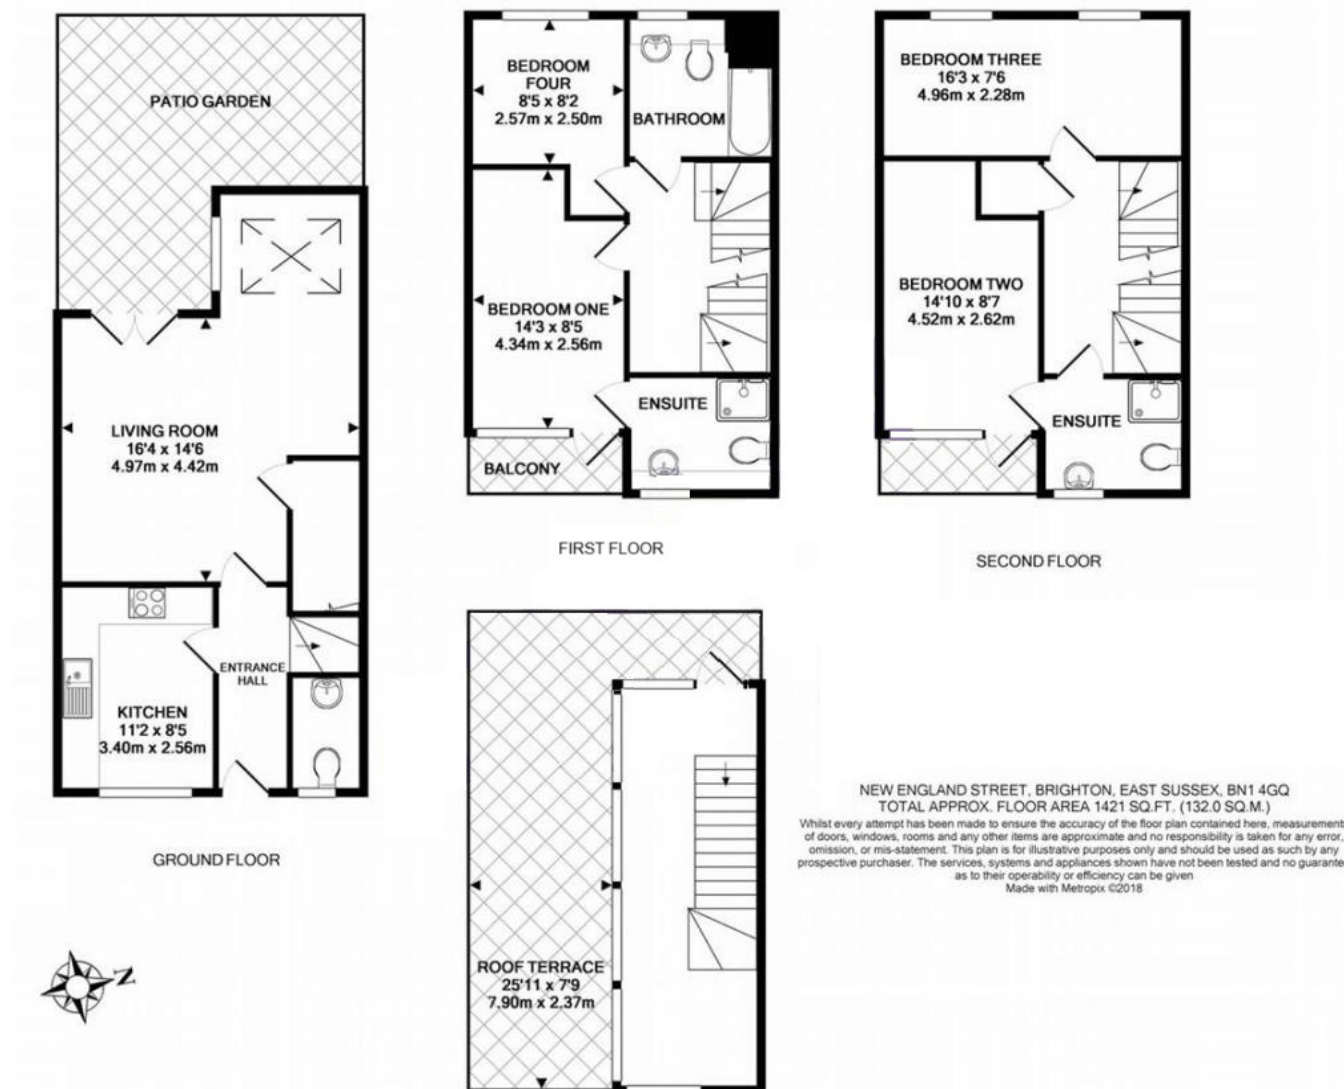 PATIO GARDEN
LIVING ROOM
16'4 x 14'6
4.97m x 4.42m
KITCHEN
11'2 x 8'5
3.40m x 2.56m
ENTRANCE
HALL
GROUND FLOOR
BEDROOM
FOUR
8'5 x 8'2
2.57m x 2.50m
BATHROOM
BEDROOM ONE
14'3 x 8'5
4.34m x 2.56m
ENSUITE
BALCONY
FIRST FLOOR
BEDROOM THREE
16'3 x 7'6
4.96m x 2.28m
BEDROOM TWO
14'10 x 8'7
4.52m x 2.62m
ENSUITE
SECOND FLOOR
ROOF TERRACE
25'11 x 7'9
7.90m x 2.37m
N
NEW ENGLAND STREET, BRIGHTON, EAST SUSSEX, BN1 4GQ
TOTAL APPROX. FLOOR AREA 1421 SQ.FT. (132.0 SQ.M.)
Whilst every attempt has been made to ensure the accuracy of the floor plan contained here, measurement
of doors, windows, rooms and any other items are approximate and no responsibility is taken for any error,
omission, or mis-statement. This plan is for illustrative purposes only and should be used as such by any
prospective purchaser. The services, systems and appliances shown have not been tested and no guarante
as to their operability or efficiency can be given
Made with Metropix ©2018